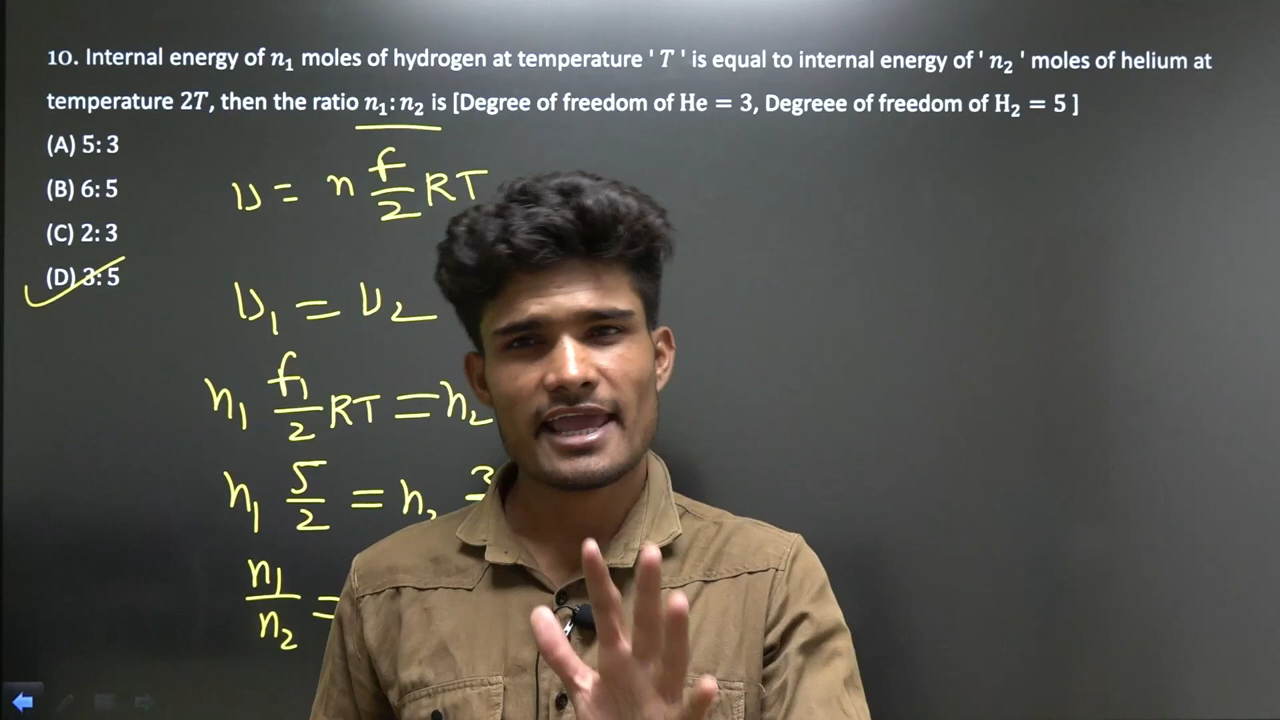 10. Internal energy of n₁ moles of hydrogen at temperature ' T ' is equal to internal energy of ' n₂ ' moles of helium at
temperature 2T, then the ratio n₁: n₂ is [Degree of freedom of He = 3, Degreee of freedom of H₂ = 5 ]
(A) 5: 3
(B) 6: 5
(C) 2: 3
(D) 3: 5
U = n f/2 RT
U₁ = U₂
n₁ f₁/2 RT = n₂
n₁ 5/2 = n₂ 3
n₁/n₂ =